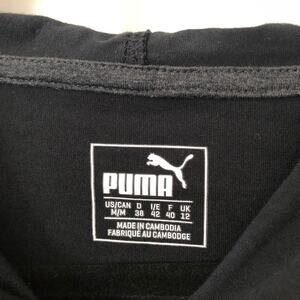 PUMA
US/CAN D I/E F UK
M/M 38 42 40 12
MADE IN CAMBODIA
FABRIQUÉ AU CAMBODGE